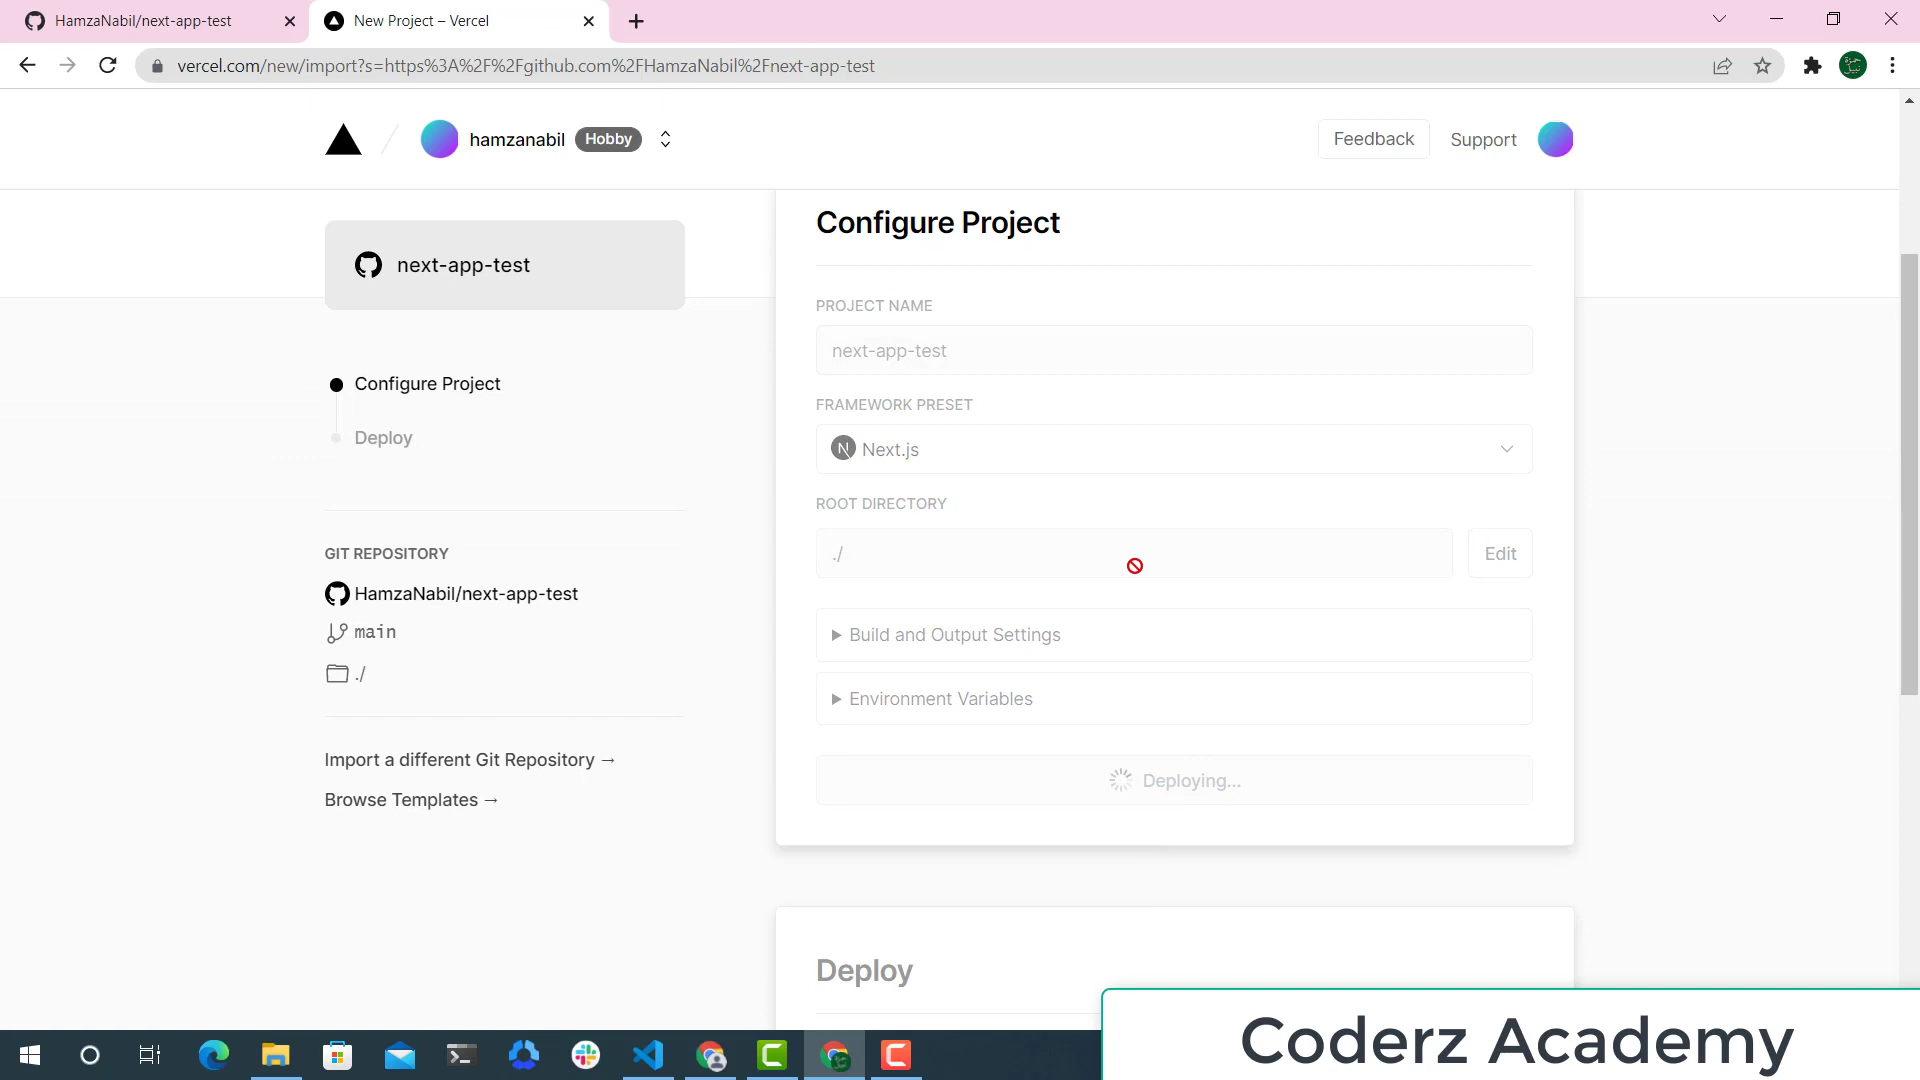 HamzaNabil/next-app-test
New Project – Vercel
vercel.com/new/import?s=https%3A%2F%2Fgithub.com%2FHamzaNabil%2Fnext-app-test
hamzanabil Hobby
Feedback
Support
next-app-test
Configure Project
Deploy
GIT REPOSITORY
HamzaNabil/next-app-test
main
./
Import a different Git Repository →
Browse Templates →
Configure Project
PROJECT NAME
next-app-test
FRAMEWORK PRESET
N Next.js
ROOT DIRECTORY
./
Edit
Build and Output Settings
Environment Variables
Deploying...
Deploy
Coderz Academy